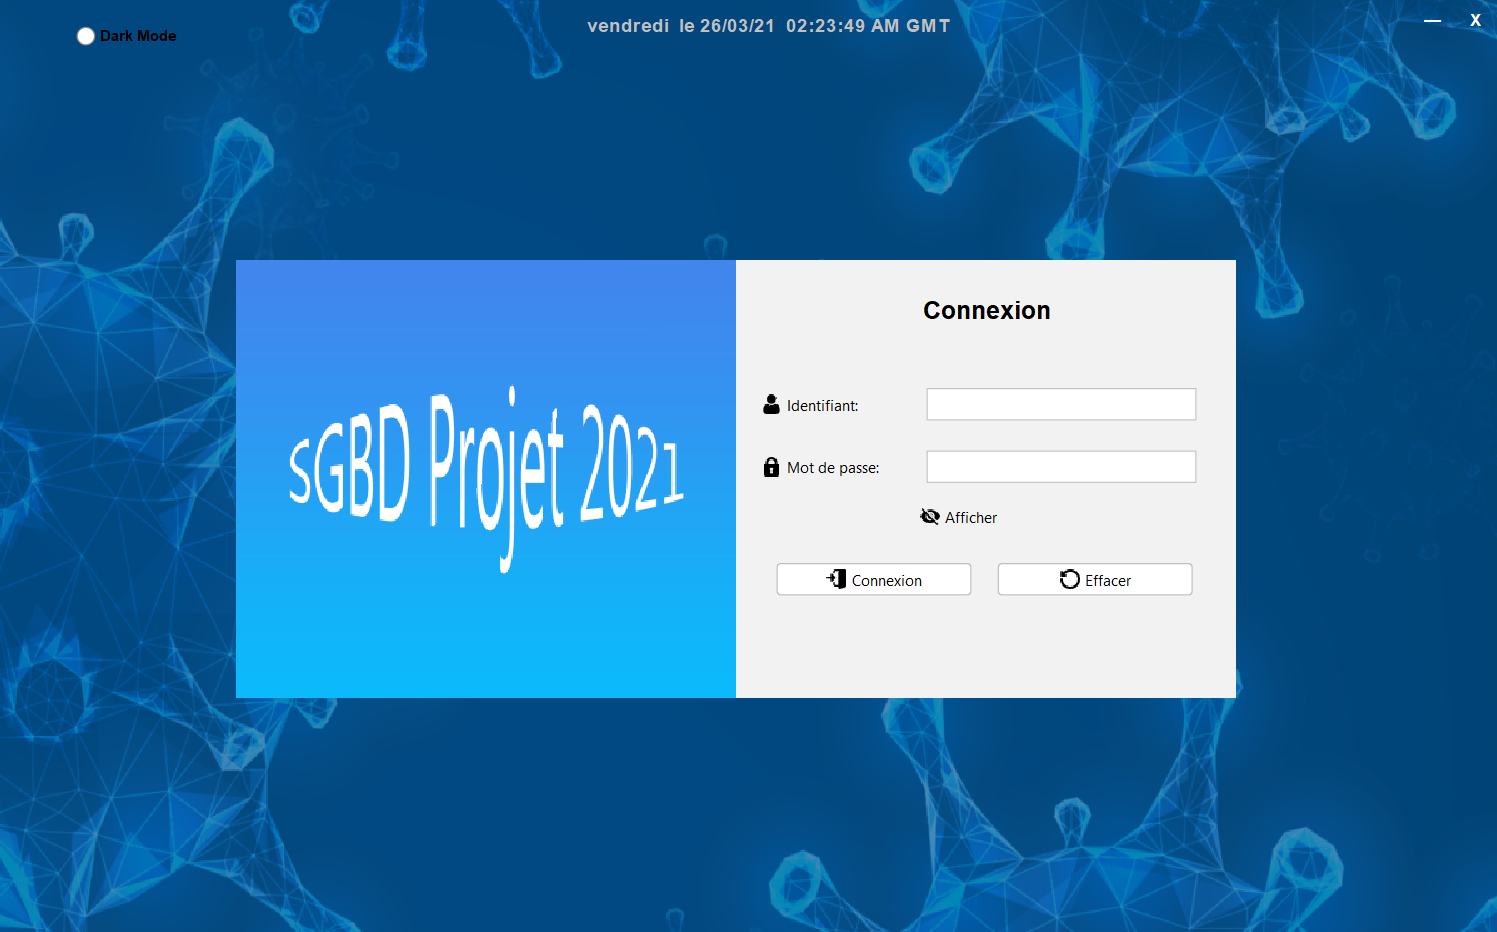 vendredi le 26/03/21 02:23:49 AM GMT
— X
Dark Mode
SGBD Projet 2021
Connexion
Identifiant:
Mot de passe:
Afficher
Connexion
Effacer